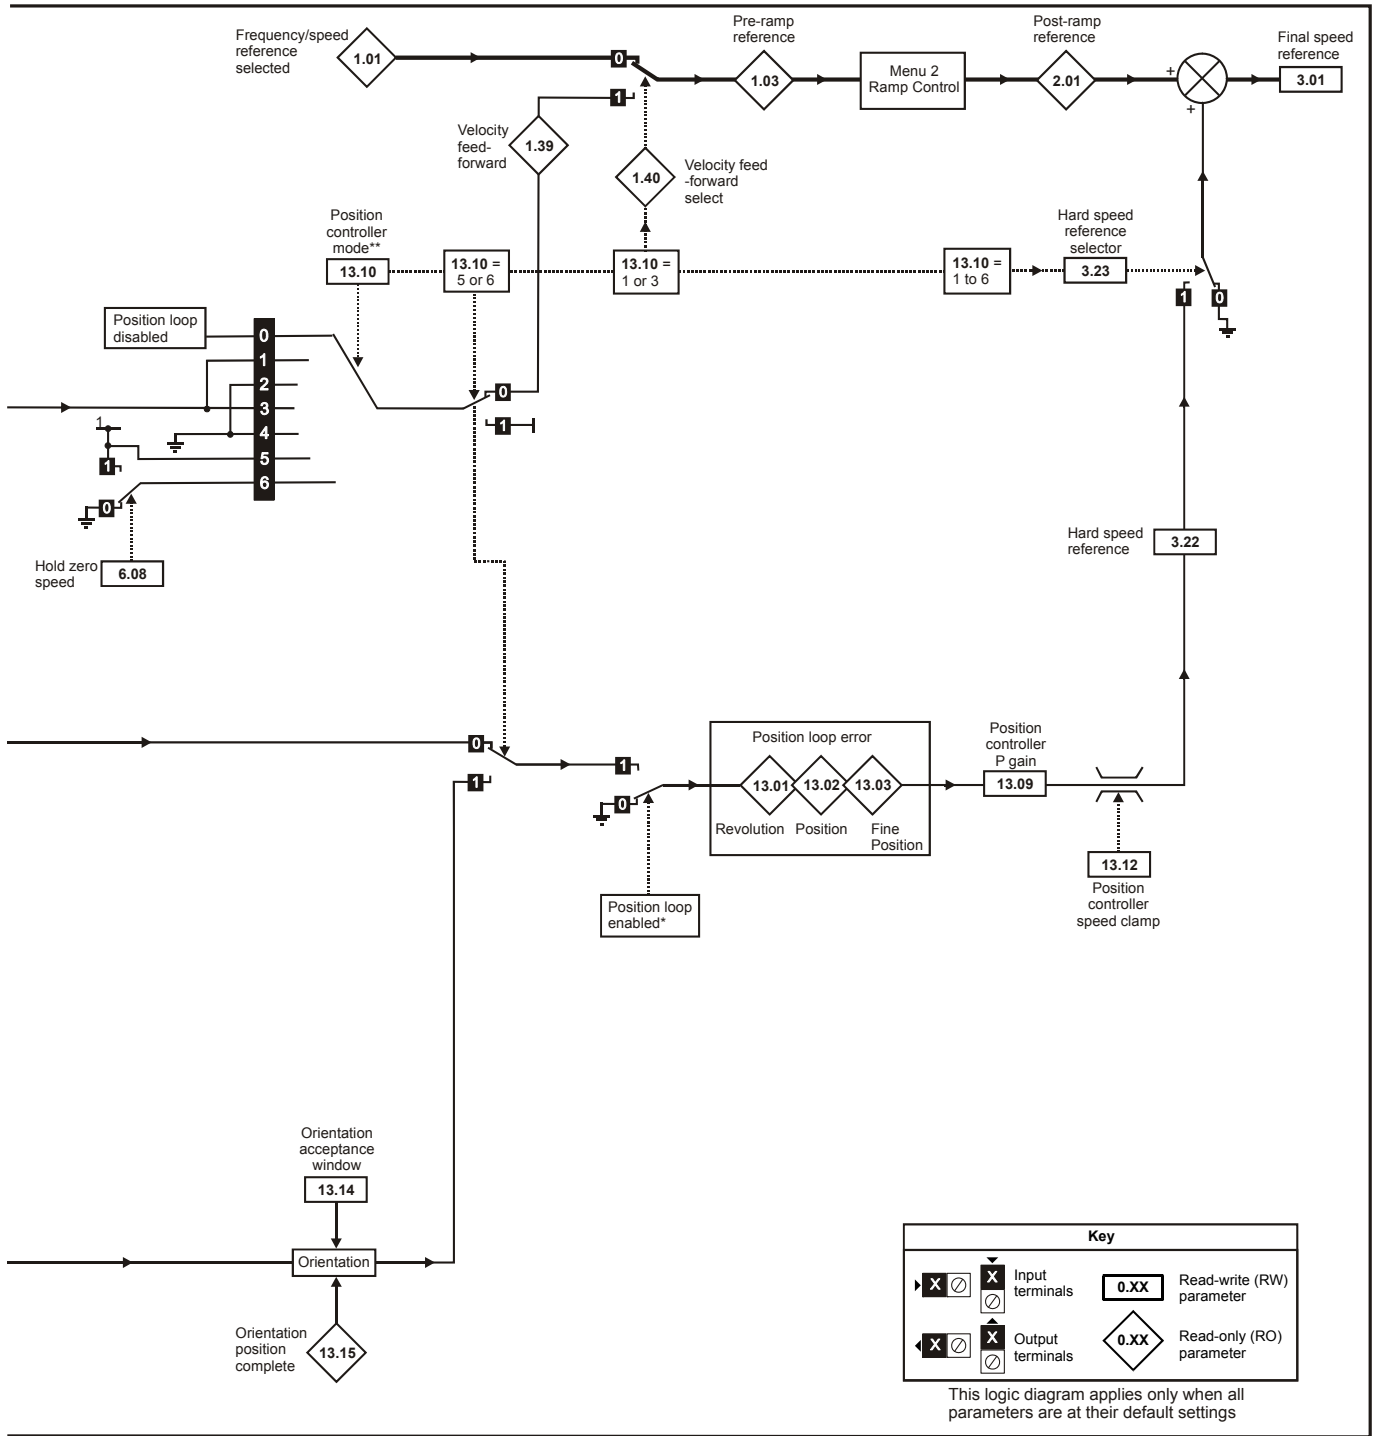 Frequency/speed
reference
selected
1.01
0
1
Pre-ramp
reference
1.03
Menu 2
Ramp Control
Post-ramp
reference
2.01
+
+
Final speed
reference
3.01
Velocity
feed-
forward
1.39
1.40
Velocity feed
-forward
select
Position
controller
mode**
13.10
13.10 =
5 or 6
13.10 =
1 or 3
13.10 =
1 to 6
Hard speed
reference
selector
3.23
1
0
Position loop
disabled
0
1
2
3
4
5
6
0
1
1
1
0
Hold zero
speed
6.08
Hard speed
reference
3.22
0
1
1
0
Position loop error
13.01
13.02
13.03
Revolution
Position
Fine
Position
Position
controller
P gain
13.09
13.12
Position
controller
speed clamp
Position loop
enabled*
Orientation
acceptance
window
13.14
Orientation
Orientation
position
complete
13.15
Key
X
X
Input
terminals
0.XX
Read-write (RW)
parameter
X
X
Output
terminals
0.XX
Read-only (RO)
parameter
This logic diagram applies only when all
parameters are at their default settings